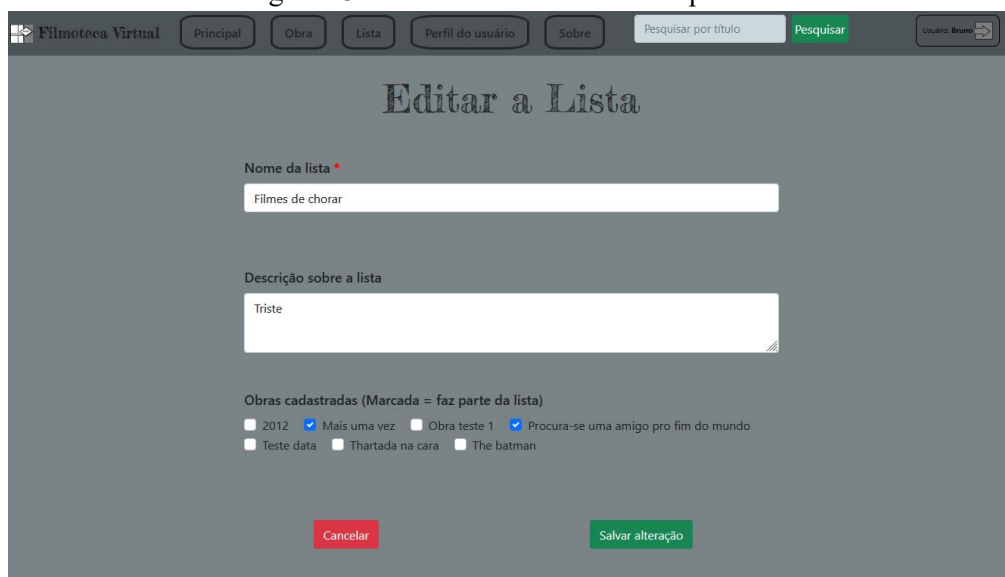 Filmoteca Virtual Principal Obra Lista Perfil do usuário Sobre Pesquisar por título Pesquisar Usuário: Bruno
Editar a Lista
Nome da lista *
Filmes de chorar
Descrição sobre a lista
Triste
Obras cadastradas (Marcada = faz parte da lista)
2012 Mais uma vez Obra teste 1 Procura-se uma amigo pro fim do mundo
Teste data Thartada na cara The batman
Cancelar Salvar alteração